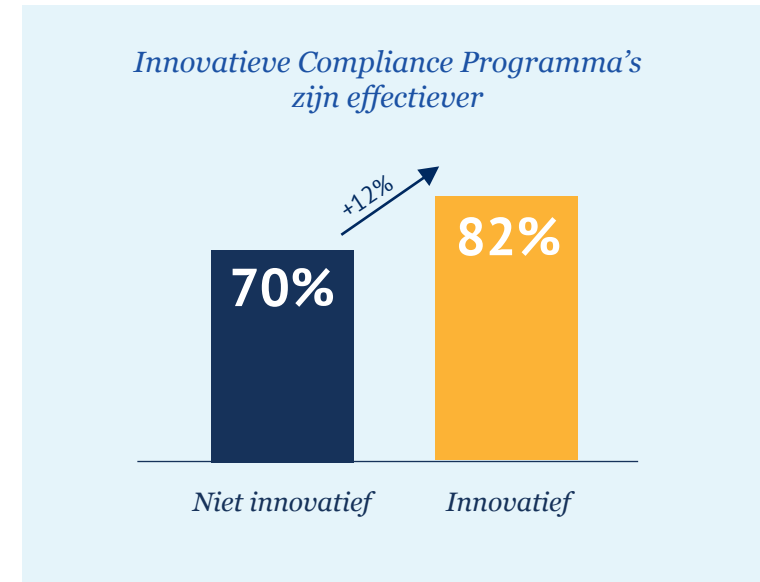 Innovatieve Compliance Programma’s
zijn effectiever
+12%
70%
82%
Niet innovatief
Innovatief